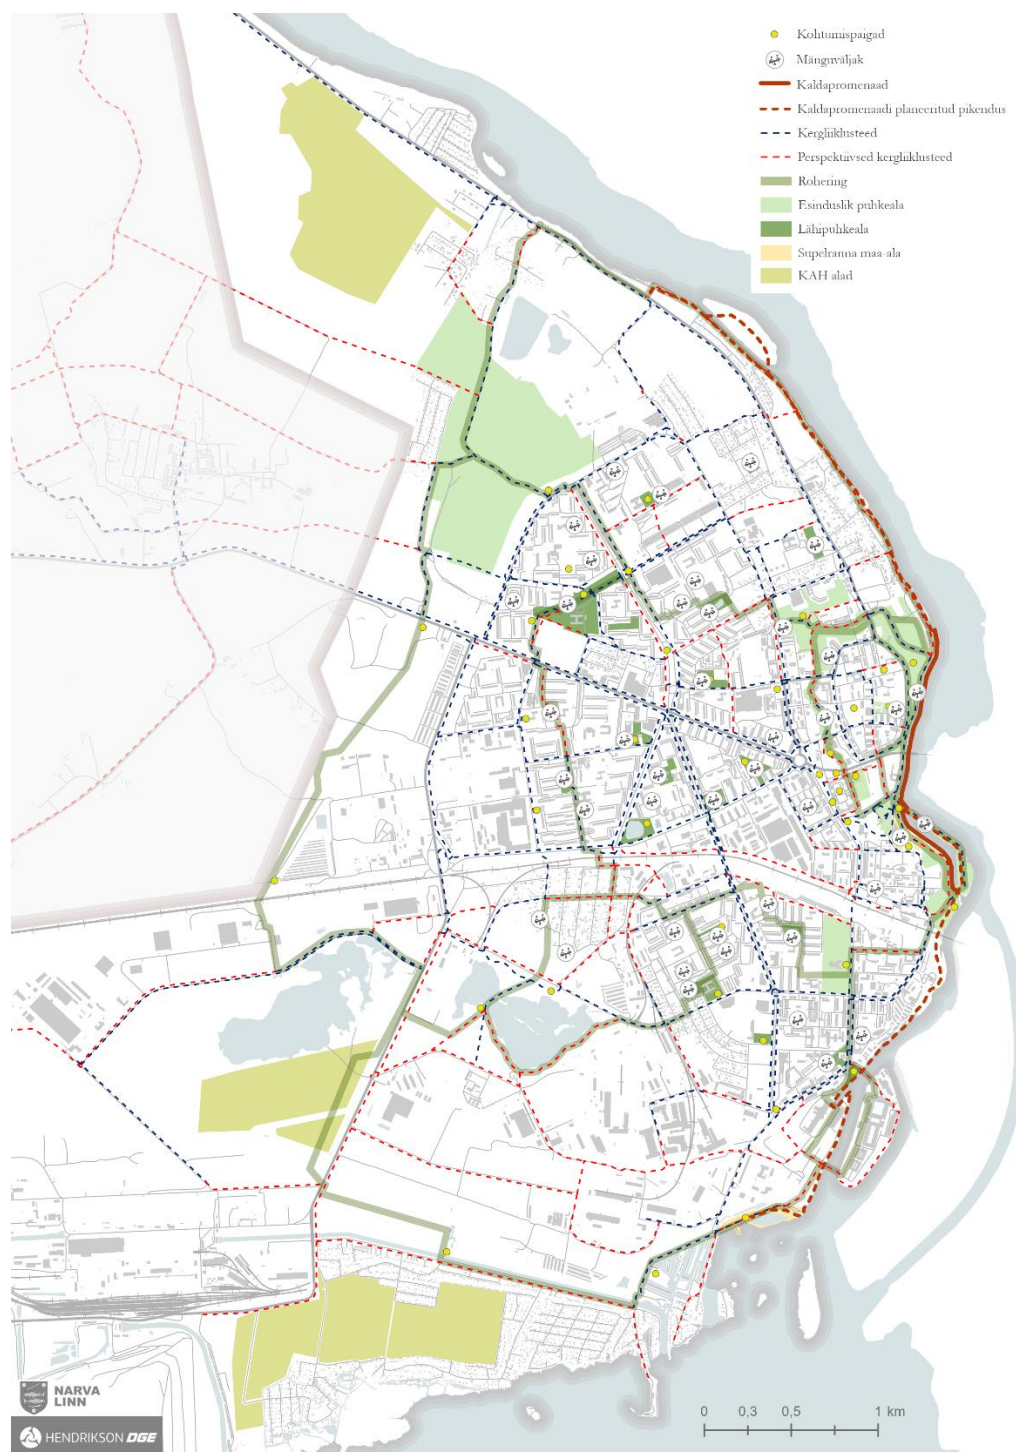 Kohtumispaigad
Mänguväljak
Kaldapromenaad
Kaldapromenaadi planeeritud pikendus
Kergliiklusteed
Perspektiivsed kergliiklusteed
Rohering
Esinduslik puhkeala
Lähipuhkeala
Supelranna maa-ala
KAH alad
NARVA
LINN
HENDRIKSON DGE
0 0,3 0,5 1 km